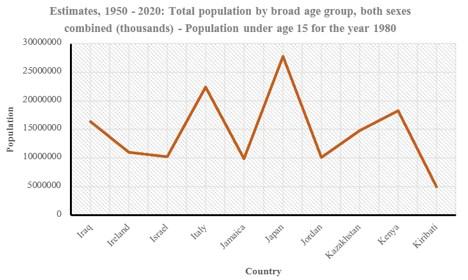 Estimates, 1950 - 2020: Total population by broad age group, both sexes
combined (thousands) - Population under age 15 for the year 1980
30000000
25000000
20000000
15000000
10000000
5000000
0
Population
Iraq
Ireland
Israel
Italy
Jamaica
Japan
Jordan
Kazakhstan
Kenya
Kiribati
Country